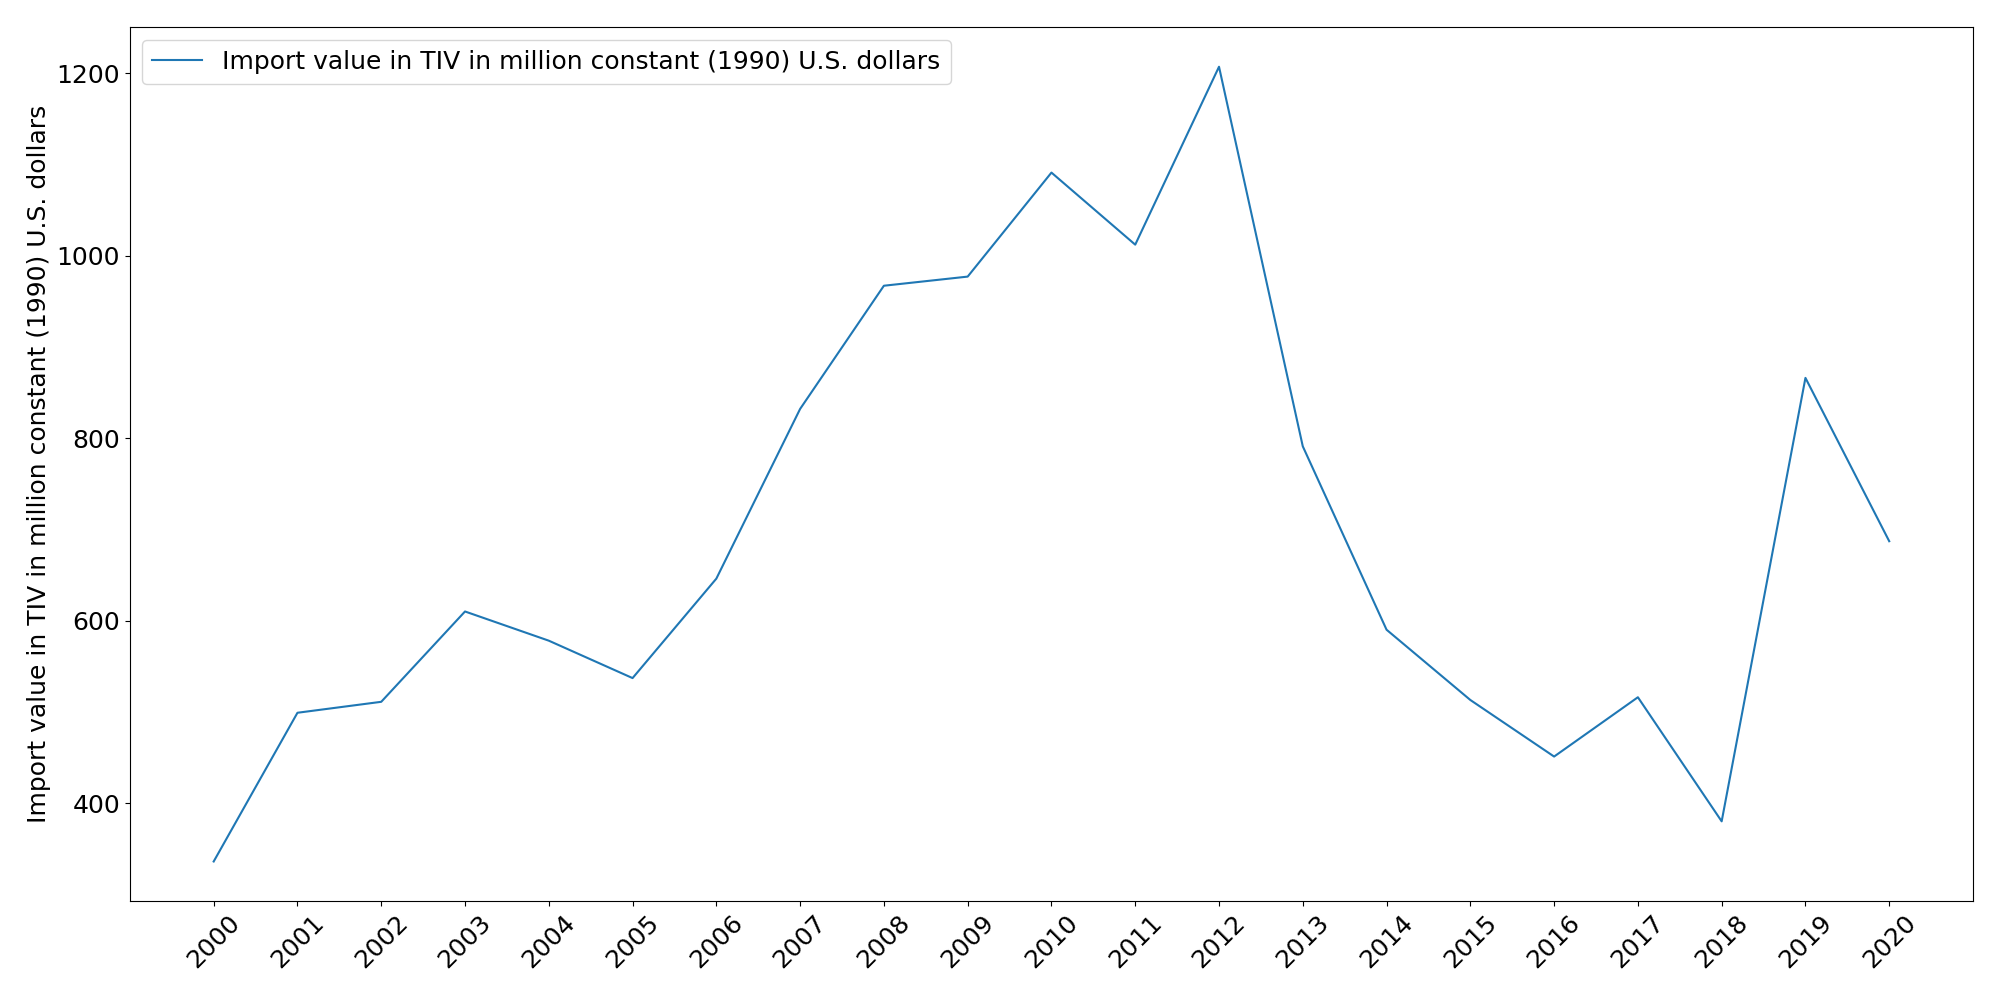 Import value in TIV in million constant (1990) U.S. dollars
Import value in TIV in million constant (1990) U.S. dollars
1200
1000
800
600
400
2000 2001 2002 2003 2004 2005 2006 2007 2008 2009 2010 2011 2012 2013 2014 2015 2016 2017 2018 2019 2020